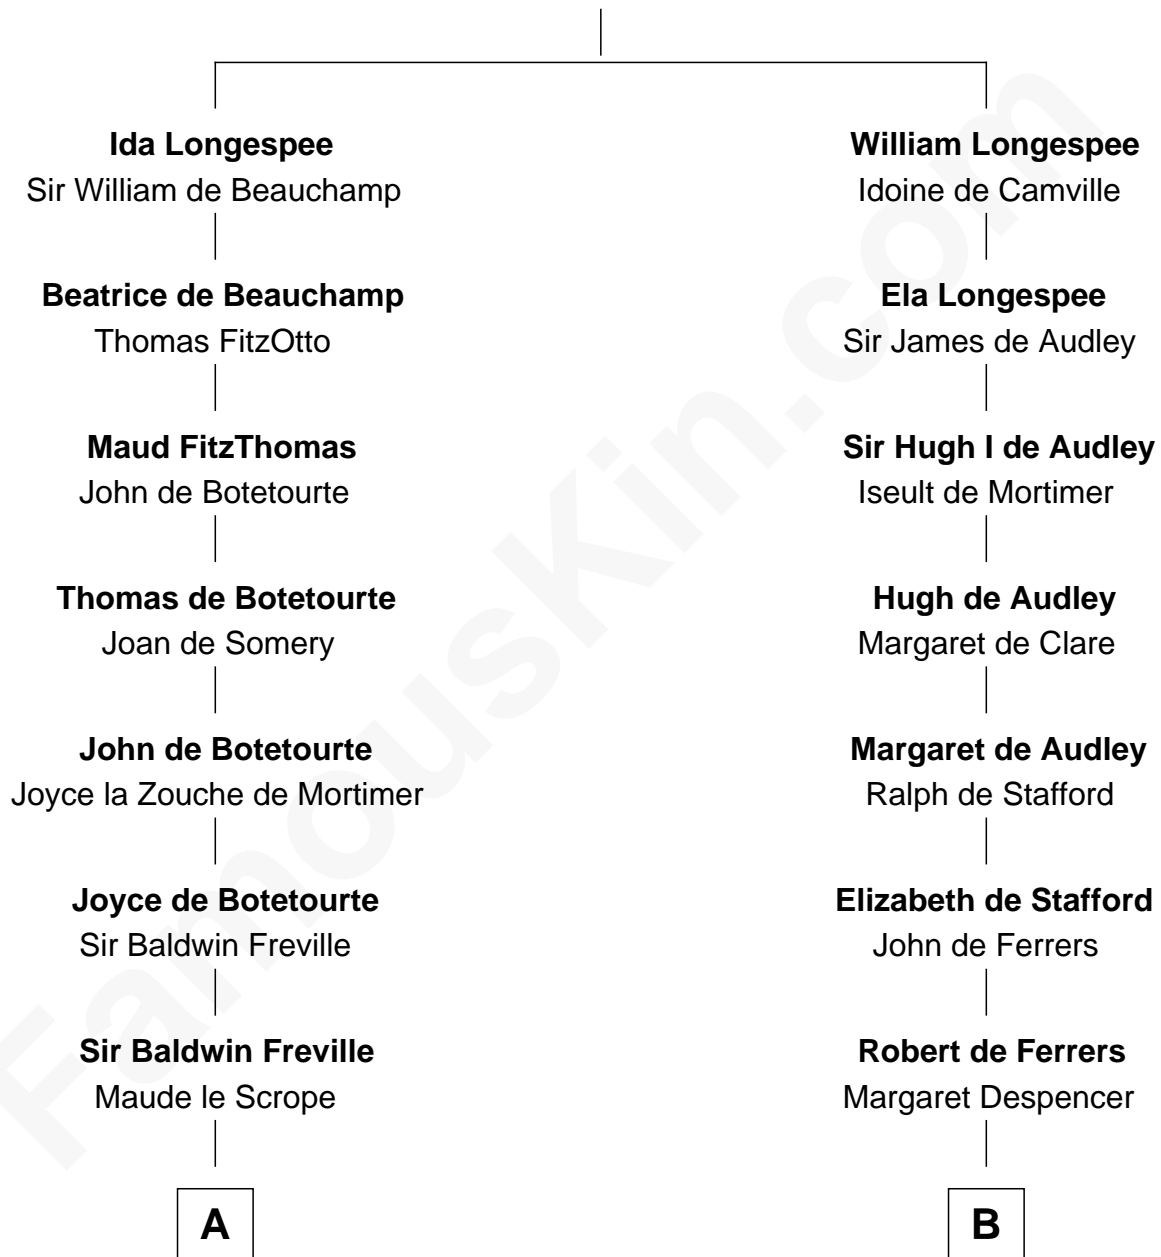 Ida Longespee
Sir William de Beauchamp
Beatrice de Beauchamp
Thomas FitzOtto
Maud FitzThomas
John de Botetourte
Thomas de Botetourte
Joan de Somery
John de Botetourte
Joyce la Zouche de Mortimer
Joyce de Botetourte
Sir Baldwin Freville
Sir Baldwin Freville
Maude le Scrope
A
William Longespee
Idoine de Camville
Ela Longespee
Sir James de Audley
Sir Hugh I de Audley
Iseult de Mortimer
Hugh de Audley
Margaret de Clare
Margaret de Audley
Ralph de Stafford
Elizabeth de Stafford
John de Ferrers
Robert de Ferrers
Margaret Despencer
B
FamousKin.com